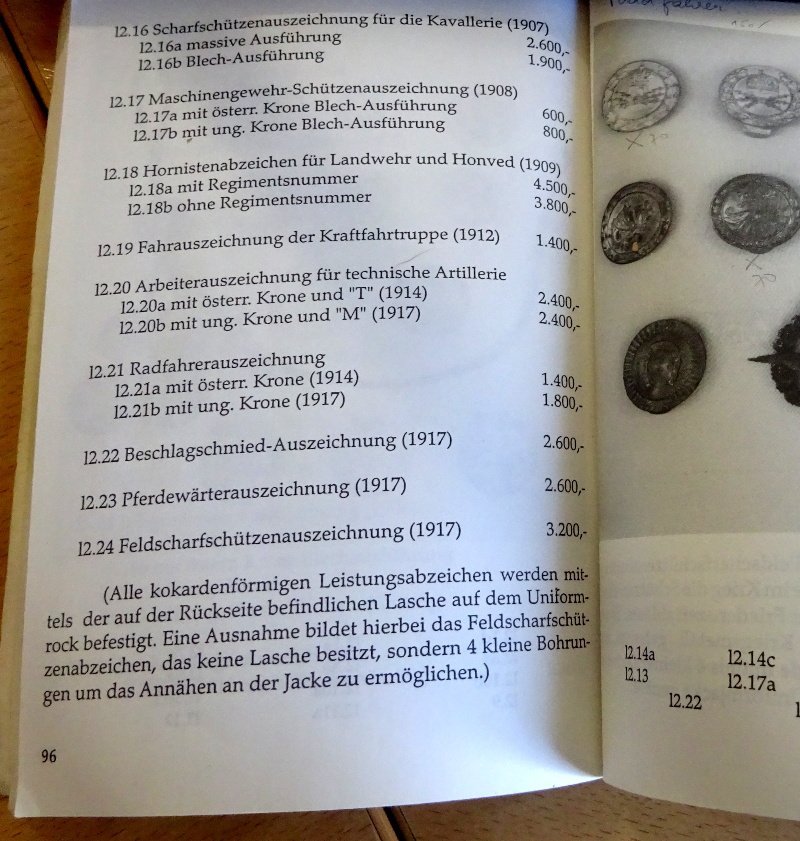 12.16 Scharfschützenauszeichnung für die Kavallerie (1907)
12.16a massive Ausführung 2.600,-
12.16b Blech-Ausführung 1.900,-
12.17 Maschinengewehr-Schützenauszeichnung (1908)
12.17a mit österr. Krone Blech-Ausführung 600,-
12.17b mit ung. Krone Blech-Ausführung 800,-
12.18 Hornistenabzeichen für Landwehr und Honved (1909)
12.18a mit Regimentsnummer 4.500,-
12.18b ohne Regimentsnummer 3.800,-
12.19 Fahrauszeichnung der Kraftfahrtruppe (1912) 1.400,-
12.20 Arbeiterauszeichnung für technische Artillerie
12.20a mit österr. Krone und "T" (1914) 2.400,-
12.20b mit ung. Krone und "M" (1917) 2.400,-
12.21 Radfahrerauszeichnung
12.21a mit österr. Krone (1914) 1.400,-
12.21b mit ung. Krone (1917) 1.800,-
12.22 Beschlagschmied-Auszeichnung (1917) 2.600,-
12.23 Pferdewärterauszeichnung (1917) 2.600,-
12.24 Feldscharfschützenauszeichnung (1917) 3.200,-
(Alle kokardenförmigen Leistungsabzeichen werden mit-
tels der auf der Rückseite befindlichen Lasche auf dem Uniform-
rock befestigt. Eine Ausnahme bildet hierbei das Feldscharfschüt-
zenabzeichen, das keine Lasche besitzt, sondern 4 kleine Bohrun-
gen um das Annähen an der Jacke zu ermöglichen.)
96
12.14a 12.14c
12.13 12.17a
12.22